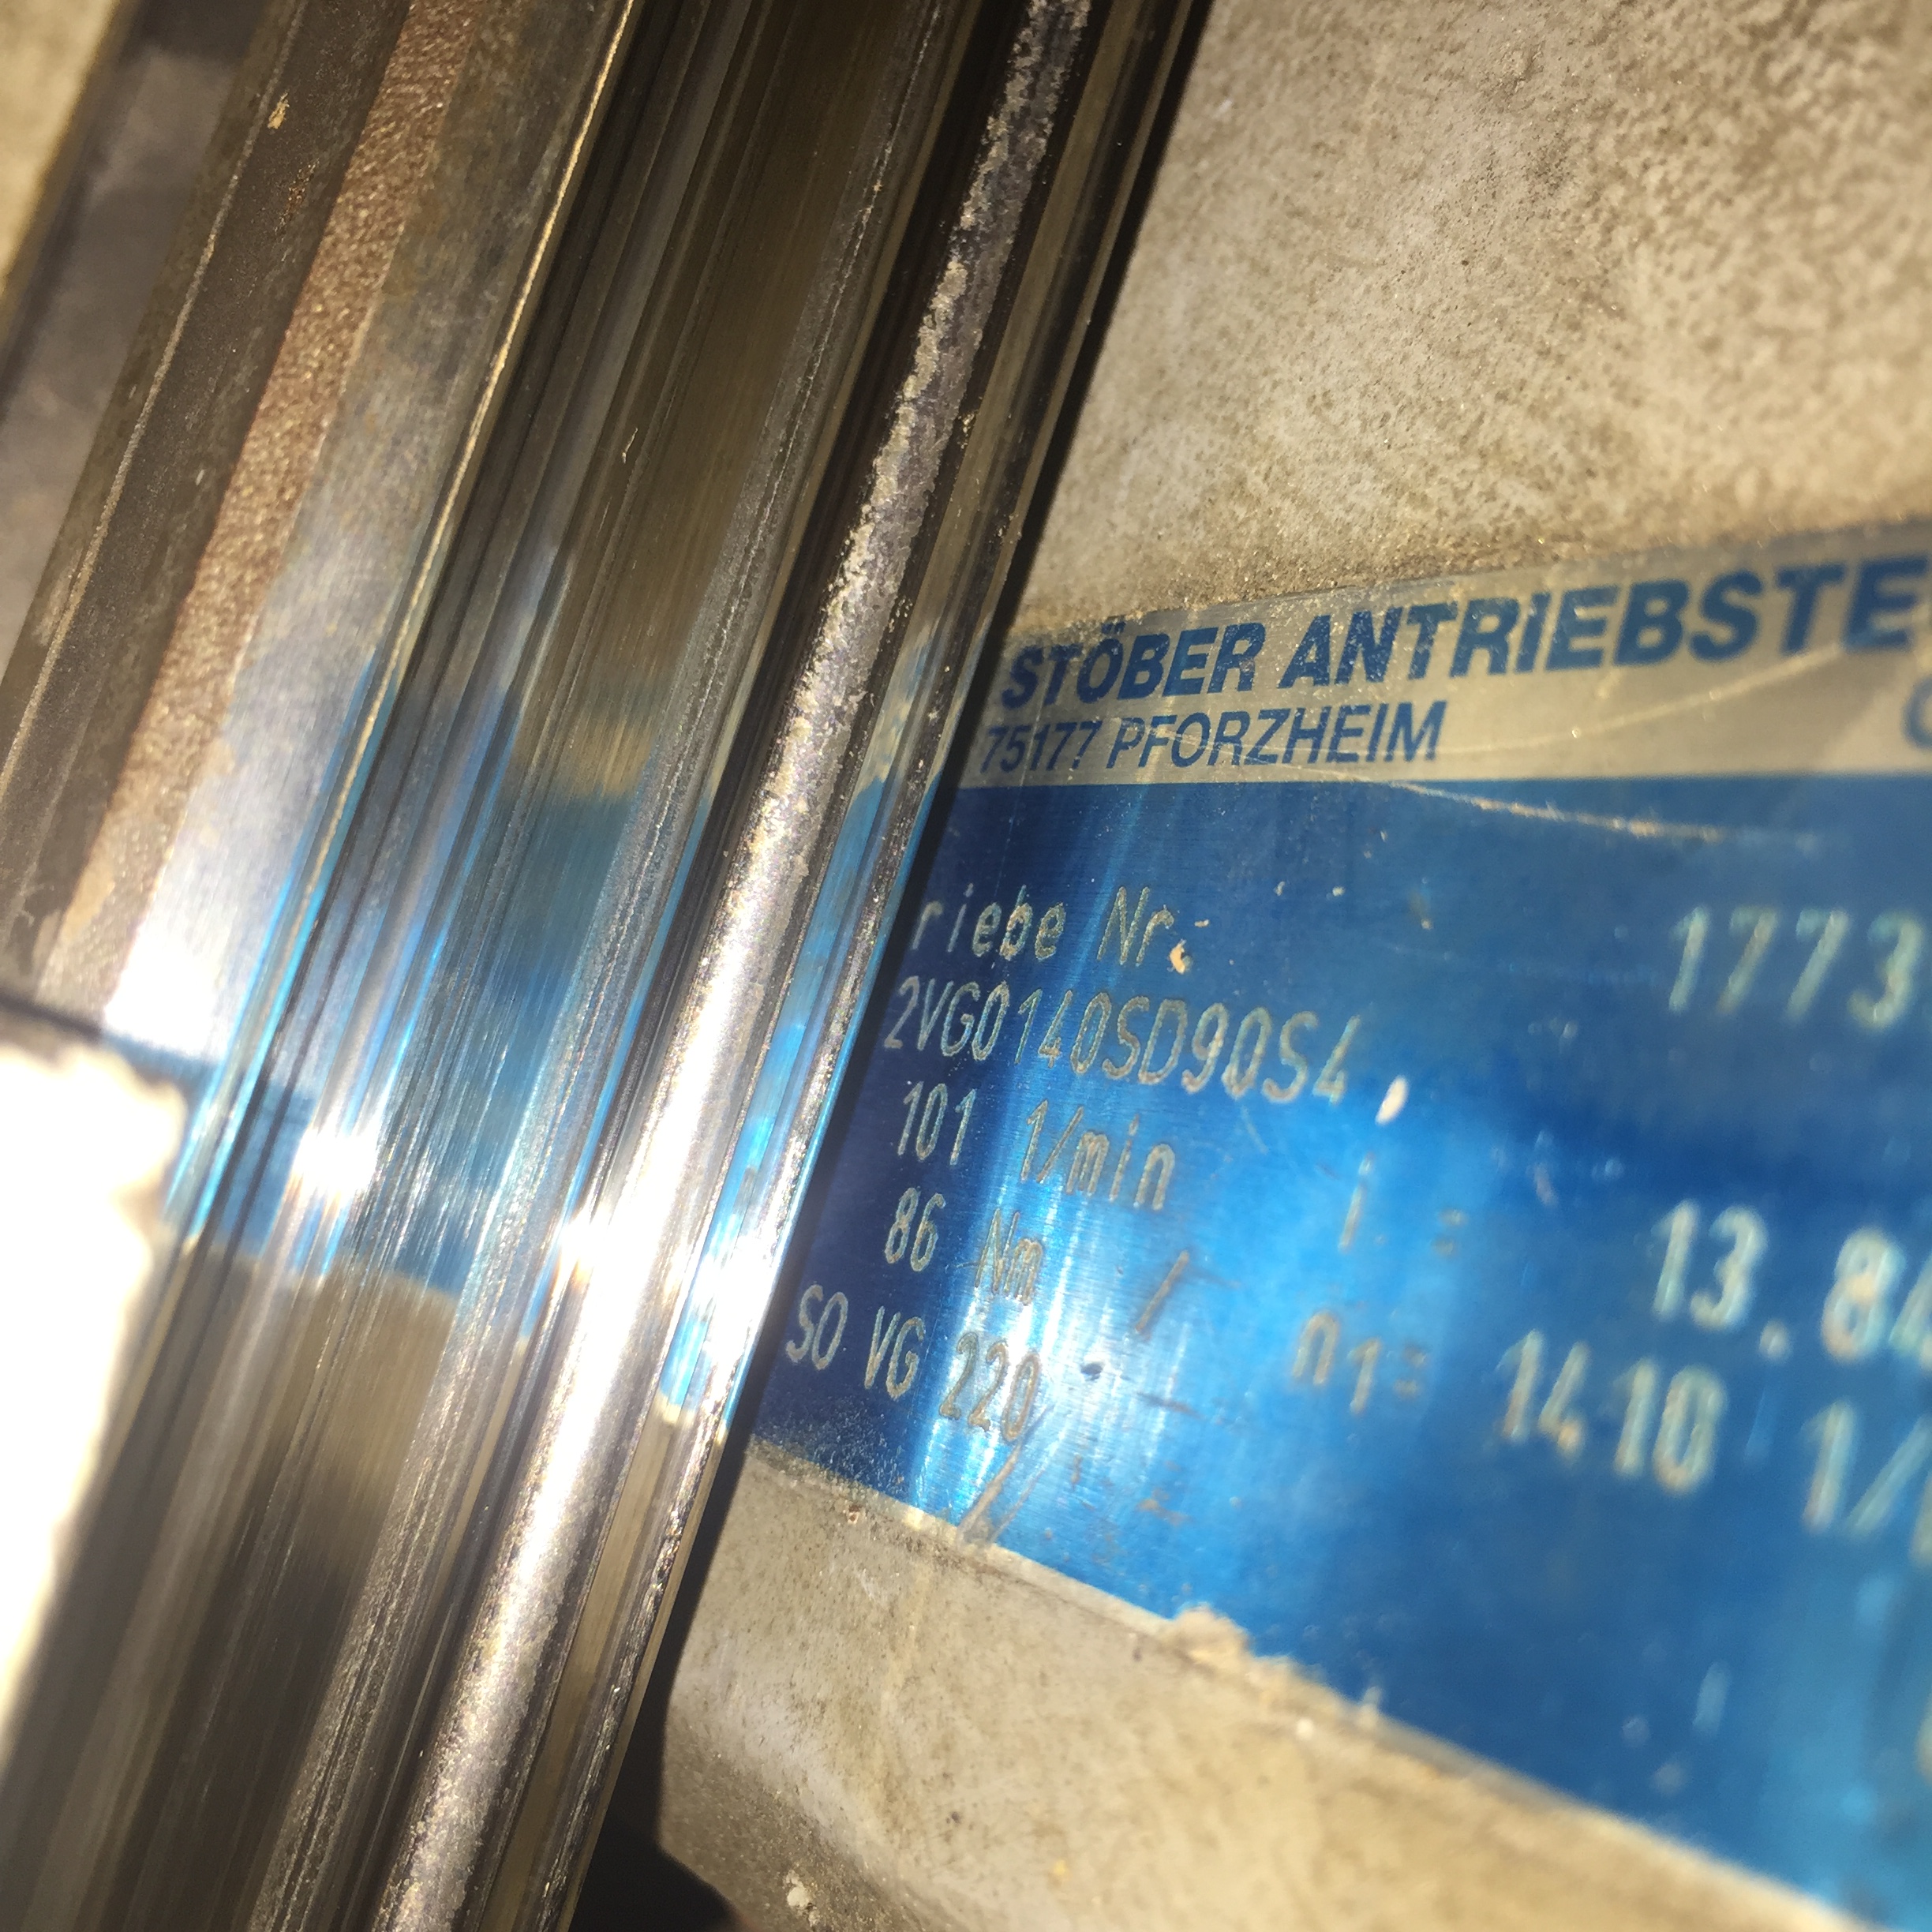 STÖBER ANTRIEBSTE
75177 PFORZHEIM
riebe Nr. 1773
2VG0140SD90S4
101 1/min i = 13.84
86 Nm / n1= 1410 1/
SO VG 220